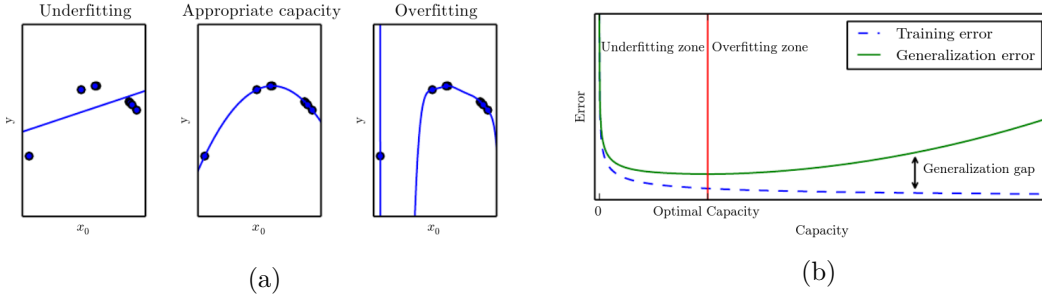 Underfitting
Appropriate capacity
Overfitting
y
y
y
x0
x0
x0
(a)
Training error
Generalization error
Underfitting zone
Overfitting zone
Error
Generalization gap
0
Optimal Capacity
Capacity
(b)